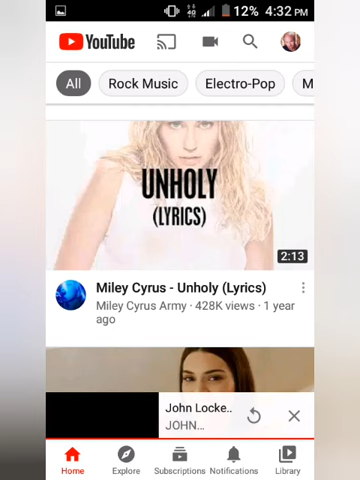 4G 12% 4:32 PM
YouTube
All Rock Music Electro-Pop M
UNHOLY
(LYRICS)
2:13
Miley Cyrus - Unholy (Lyrics)
Miley Cyrus Army · 428K views · 1 year
ago
John Locke..
JOHN...
Home Explore Subscriptions Notifications Library